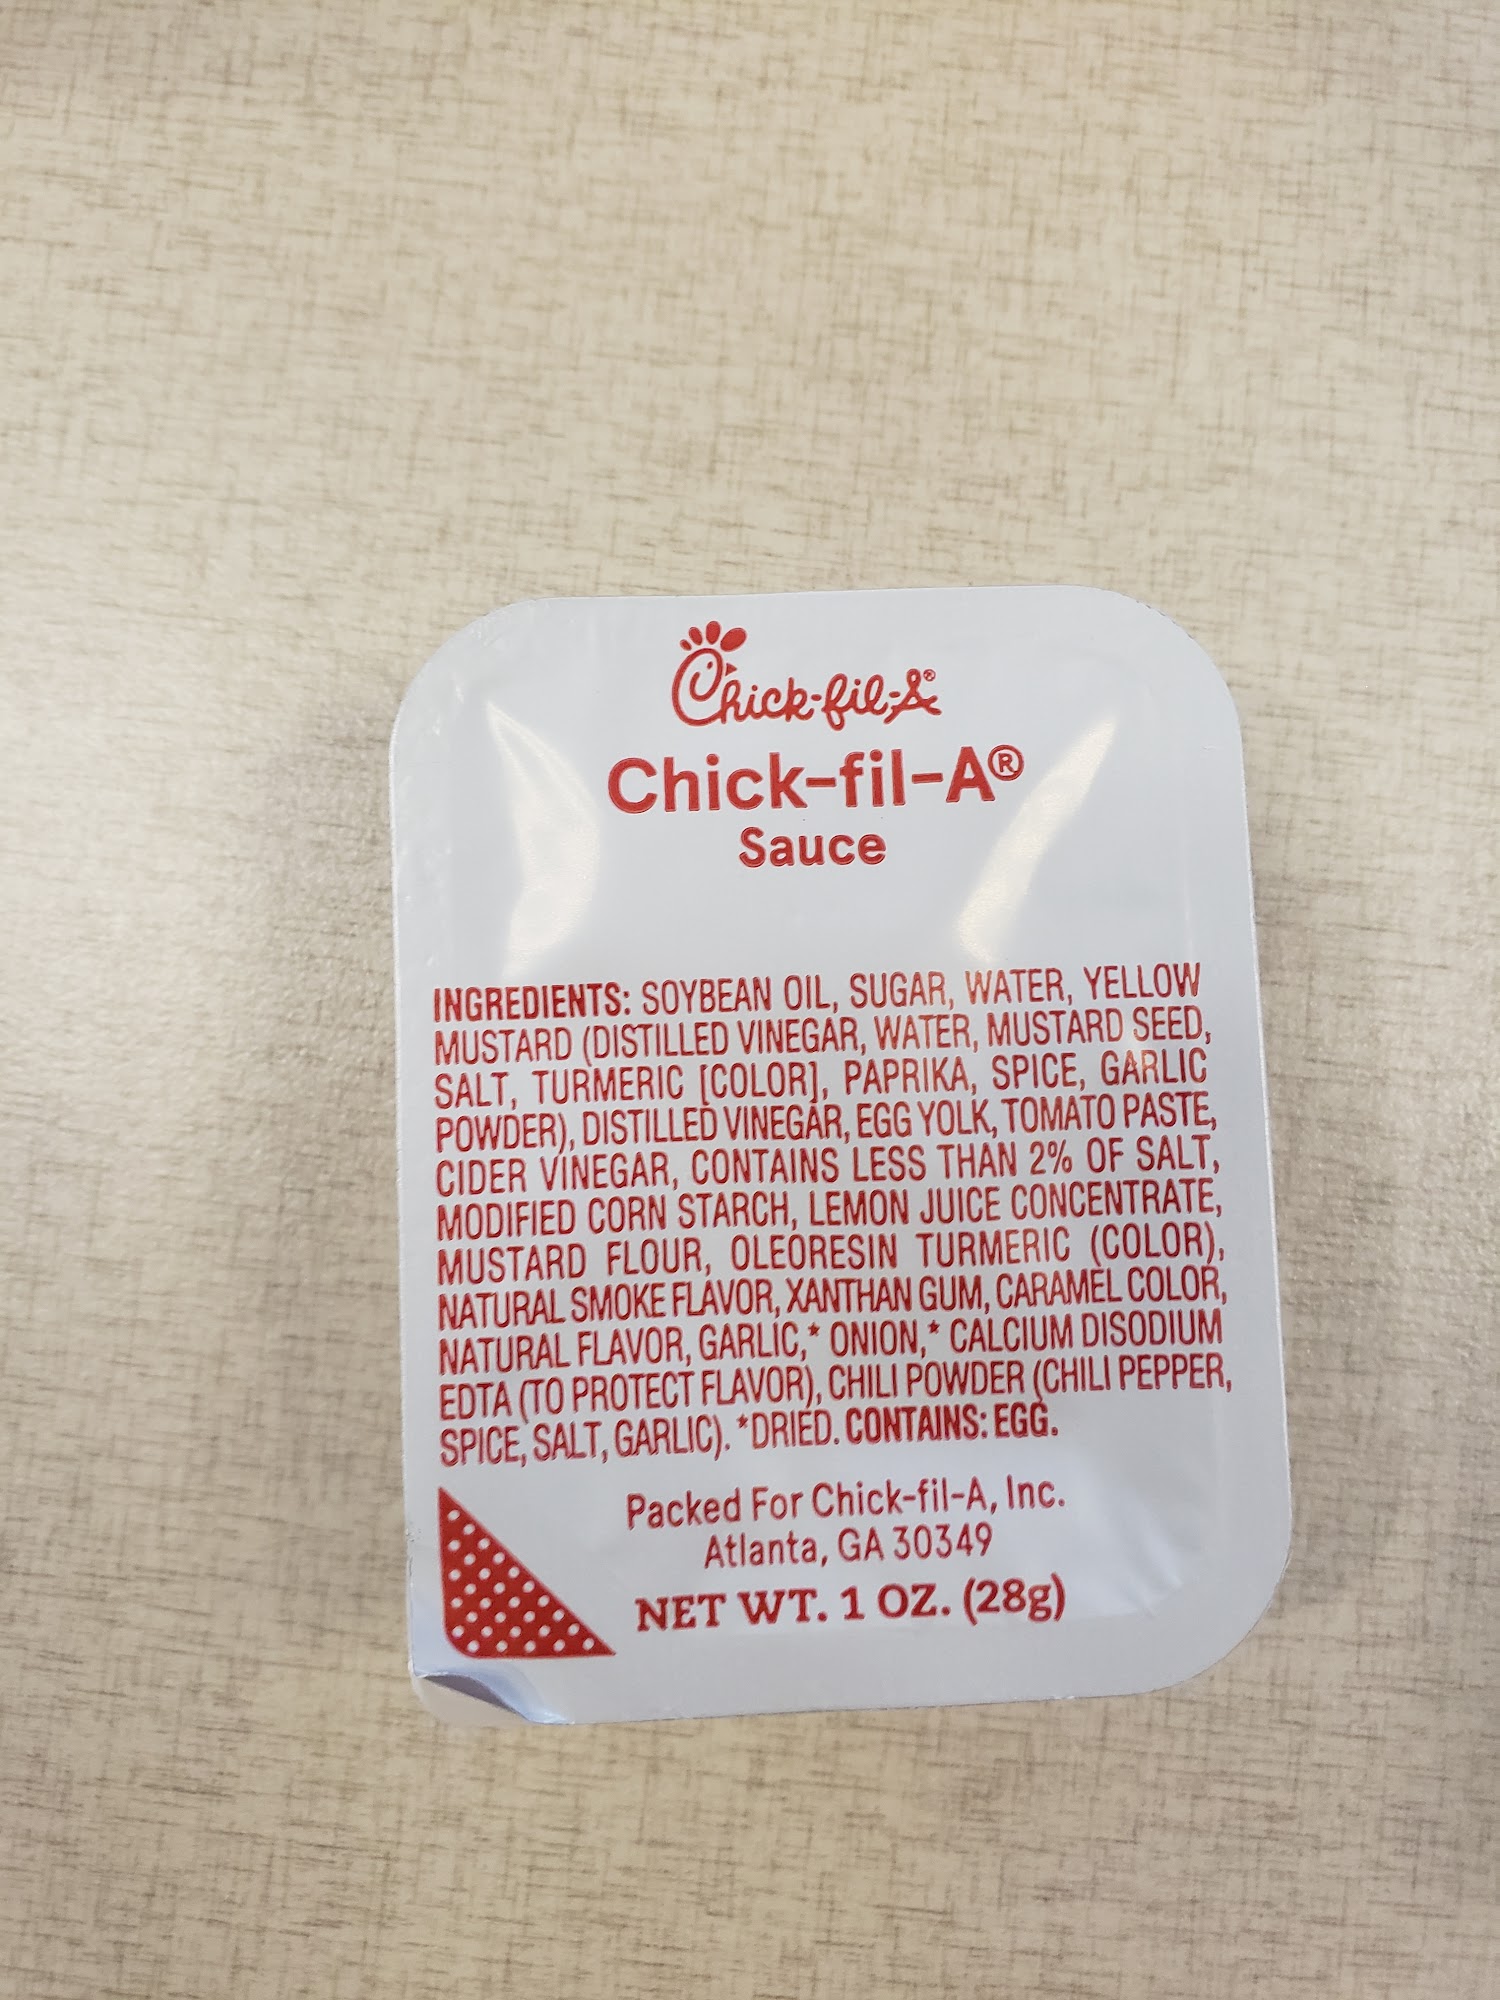 Chick-fil-A®
Chick-fil-A®
Sauce
INGREDIENTS: SOYBEAN OIL, SUGAR, WATER, YELLOW
MUSTARD (DISTILLED VINEGAR, WATER, MUSTARD SEED,
SALT, TURMERIC [COLOR], PAPRIKA, SPICE, GARLIC
POWDER), DISTILLED VINEGAR, EGG YOLK, TOMATO PASTE,
CIDER VINEGAR, CONTAINS LESS THAN 2% OF SALT,
MODIFIED CORN STARCH, LEMON JUICE CONCENTRATE,
MUSTARD FLOUR, OLEORESIN TURMERIC (COLOR),
NATURAL SMOKE FLAVOR, XANTHAN GUM, CARAMEL COLOR,
NATURAL FLAVOR, GARLIC,* ONION,* CALCIUM DISODIUM
EDTA (TO PROTECT FLAVOR), CHILI POWDER (CHILI PEPPER,
SPICE, SALT, GARLIC). *DRIED. CONTAINS: EGG.
Packed For Chick-fil-A, Inc.
Atlanta, GA 30349
NET WT. 1 OZ. (28g)